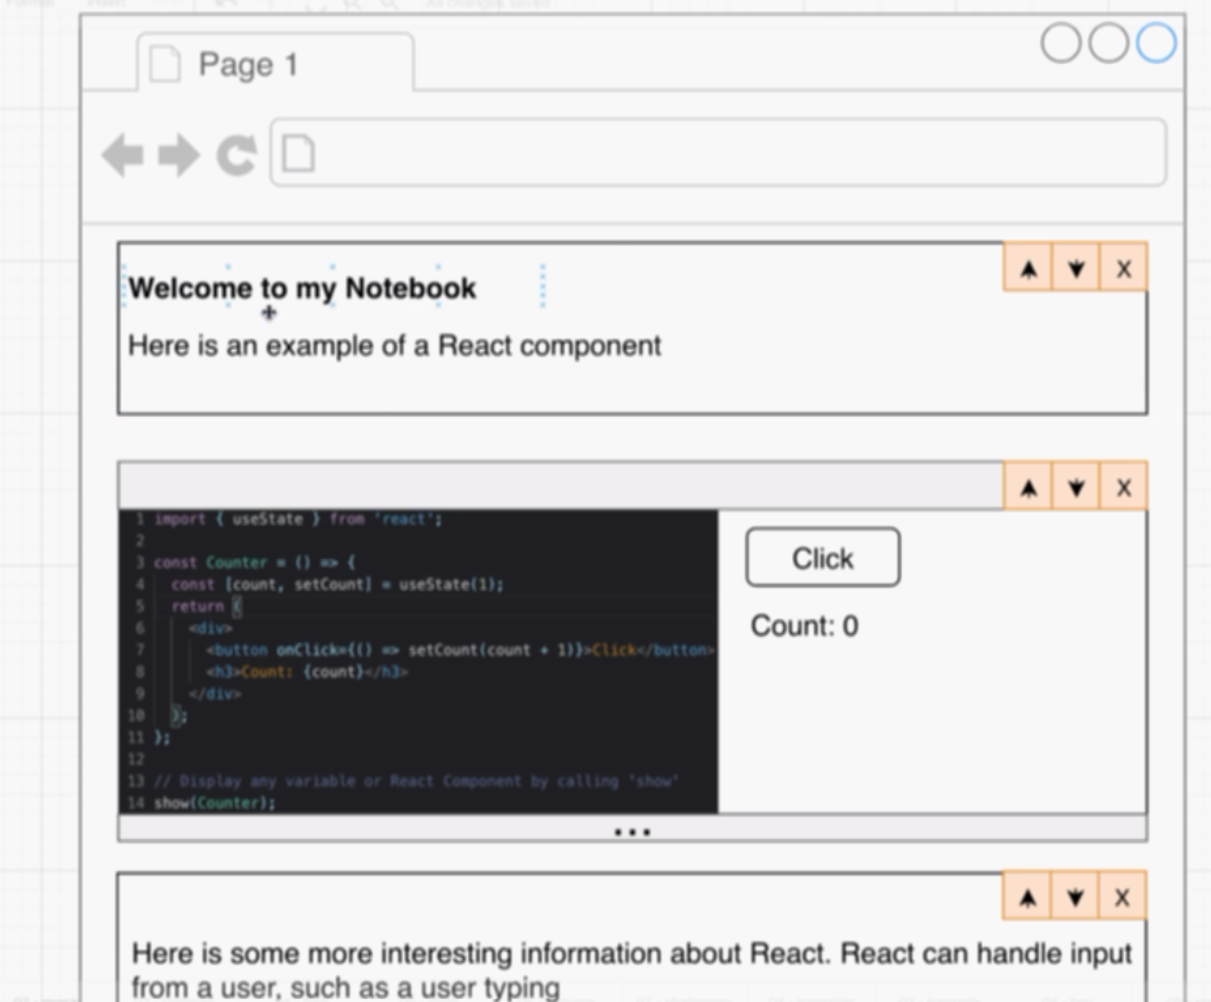 All changes saved
Page 1
Welcome to my Notebook
Here is an example of a React component
X
X
1 import { useState } from 'react';
2
3 const Counter = () => {
4 const [count, setCount] = useState(1);
5 return (
6 <div>
7 <button onClick={() => setCount(count + 1)}>Click</button>
8 <h3>Count: {count}</h3>
9 </div>
10 );
11 };
12
13 // Display any variable or React Component by calling 'show'
14 show(Counter);
Click
Count: 0
...
X
Here is some more interesting information about React. React can handle input
from a user, such as a user typing